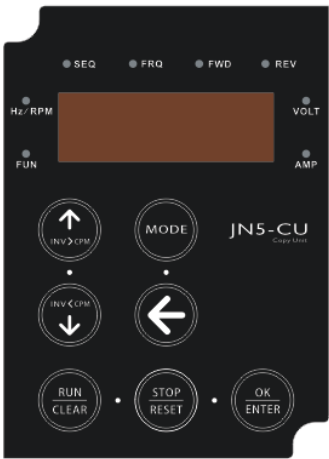 SEQ FRQ FWD REV
Hz/RPM VOLT
FUN AMP
INV>CPM MODE JN5-CU
Copy Unit
INV<CPM
RUN STOP OK
CLEAR RESET ENTER